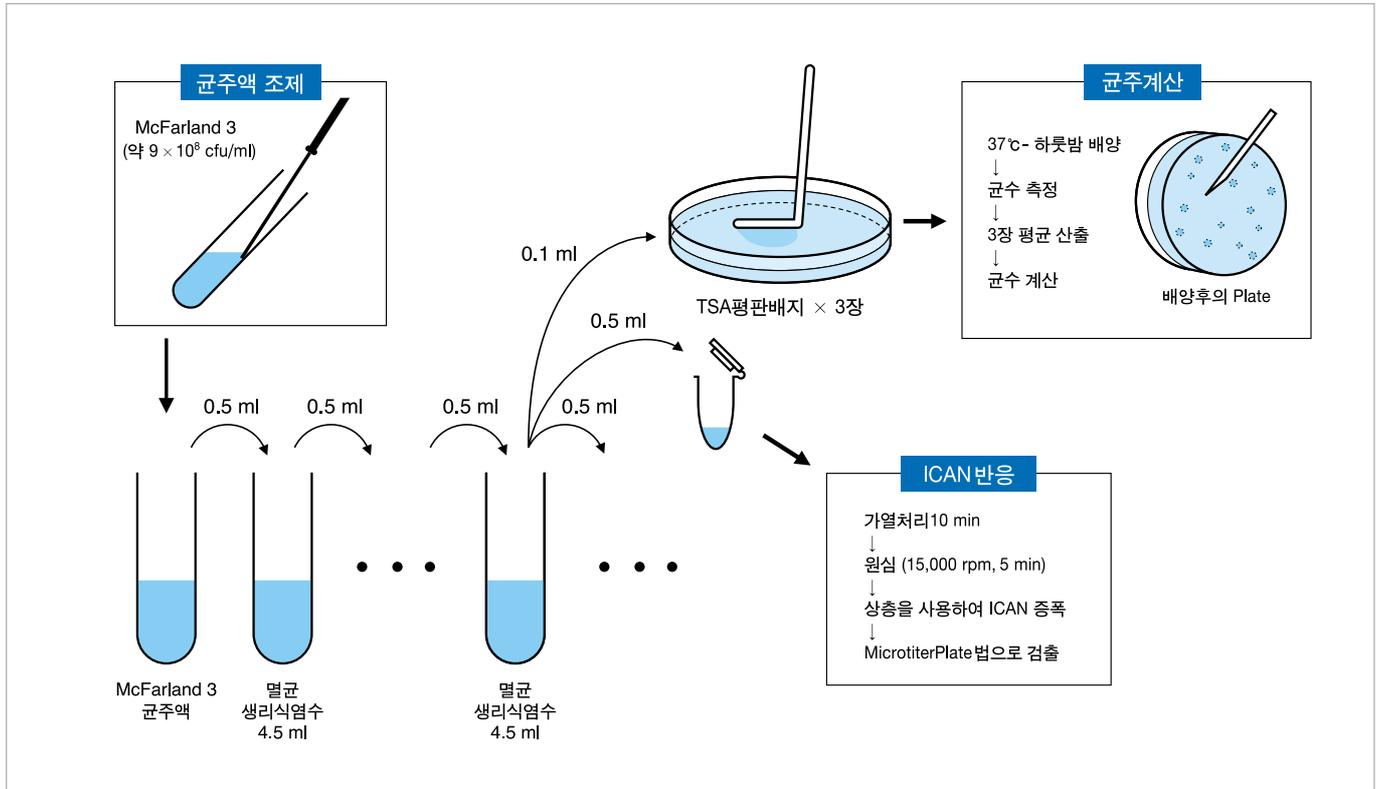 균주액 조제
McFarland 3
(약 9 × 10⁸ cfu/ml)
0.1 ml
0.5 ml
TSA평판배지 × 3장
균주계산
37℃- 하룻밤 배양
↓
균수 측정
↓
3장 평균 산출
↓
균수 계산
배양후의 Plate
0.5 ml
0.5 ml
0.5 ml
0.5 ml
McFarland 3
균주액
멸균
생리식염수
4.5 ml
멸균
생리식염수
4.5 ml
ICAN반응
가열처리10 min
↓
원심 (15,000 rpm, 5 min)
↓
상층을 사용하여 ICAN 증폭
↓
MicrotiterPlate법으로 검출